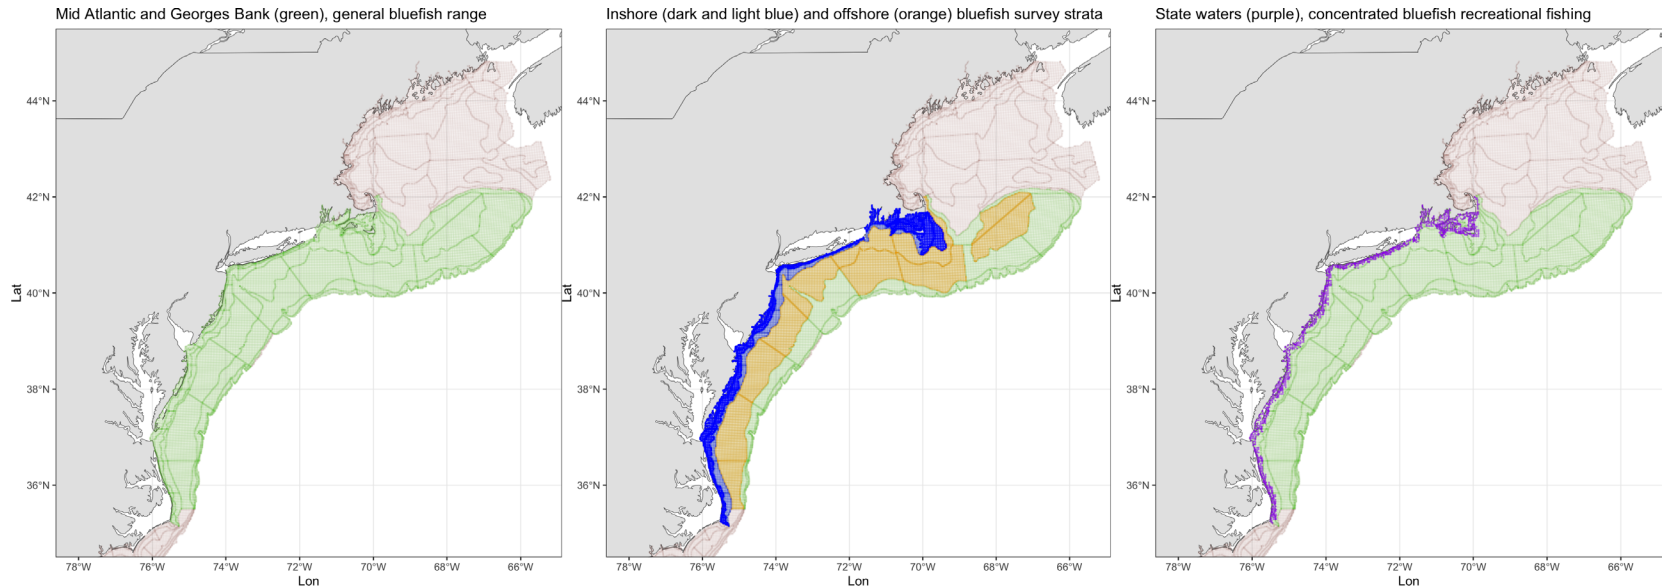 Mid Atlantic and Georges Bank (green), general bluefish range
44°N
42°N
40°N
38°N
36°N
Lat
78°W 76°W 74°W 72°W 70°W 68°W 66°W
Lon
Inshore (dark and light blue) and offshore (orange) bluefish survey strata
44°N
42°N
40°N
38°N
36°N
Lat
78°W 76°W 74°W 72°W 70°W 68°W 66°W
Lon
State waters (purple), concentrated bluefish recreational fishing
44°N
42°N
40°N
38°N
36°N
Lat
78°W 76°W 74°W 72°W 70°W 68°W 66°W
Lon